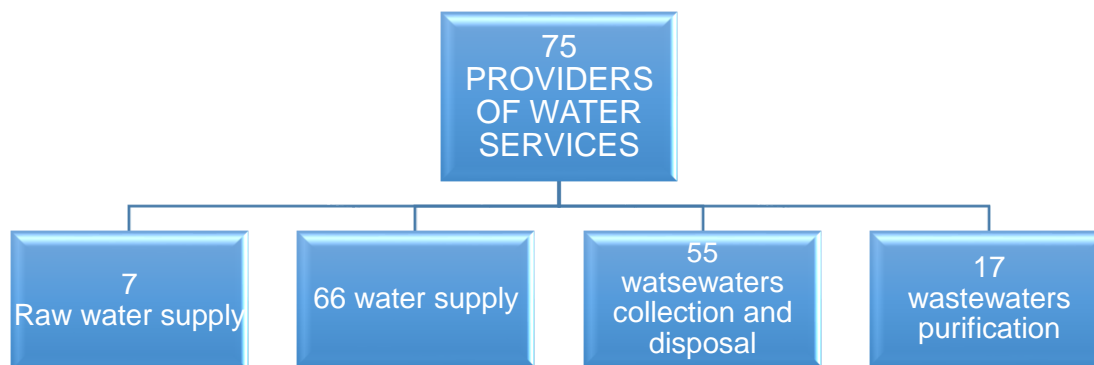 75
PROVIDERS
OF WATER
SERVICES
7
Raw water supply
66 water supply
55
watsewaters
collection and
disposal
17
wastewaters
purification